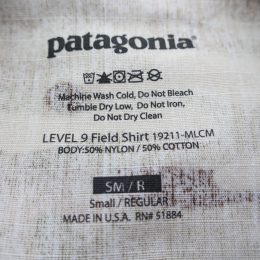 patagonia
Machine Wash Cold, Do Not Bleach
Tumble Dry Low, Do Not Iron,
Do Not Dry Clean
LEVEL 9 Field Shirt 19211-MLCM
BODY:50% NYLON / 50% COTTON
SM / R
Small / REGULAR
MADE IN U.S.A. RN# 51884